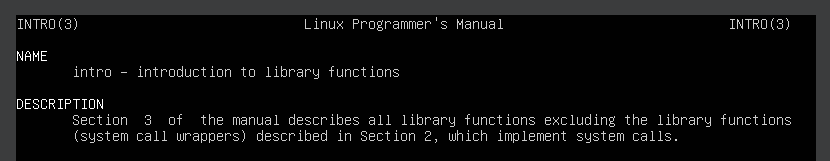 INTRO(3) Linux Programmer's Manual INTRO(3)
NAME
intro – introduction to library functions
DESCRIPTION
Section 3 of the manual describes all library functions excluding the library functions
(system call wrappers) described in Section 2, which implement system calls.